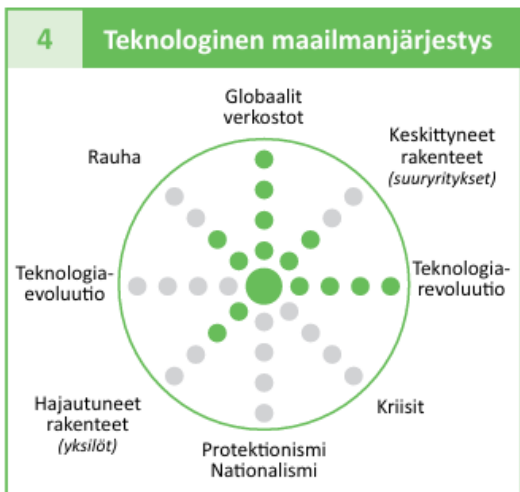 4 Teknologinen maailmanjärjestys
Globaalit
verkostot
Keskittyneet
rakenteet
(suuryritykset)
Rauha
Teknologia-
evoluutio
Teknologia-
revoluutio
Hajautuneet
rakenteet
(yksilöt)
Kriisit
Protektionismi
Nationalismi